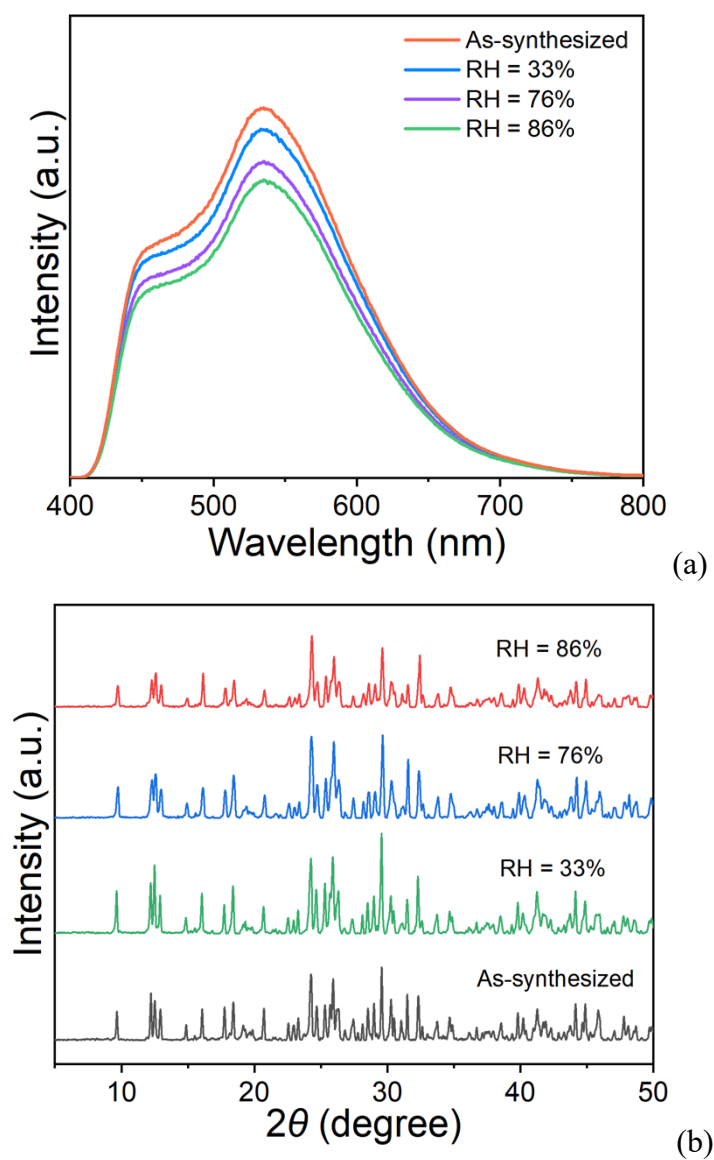 As-synthesized
RH = 33%
RH = 76%
RH = 86%
Intensity (a.u.)
400 500 600 700 800
Wavelength (nm)
(a)
RH = 86%
RH = 76%
RH = 33%
As-synthesized
Intensity (a.u.)
10 20 30 40 50
2θ (degree)
(b)